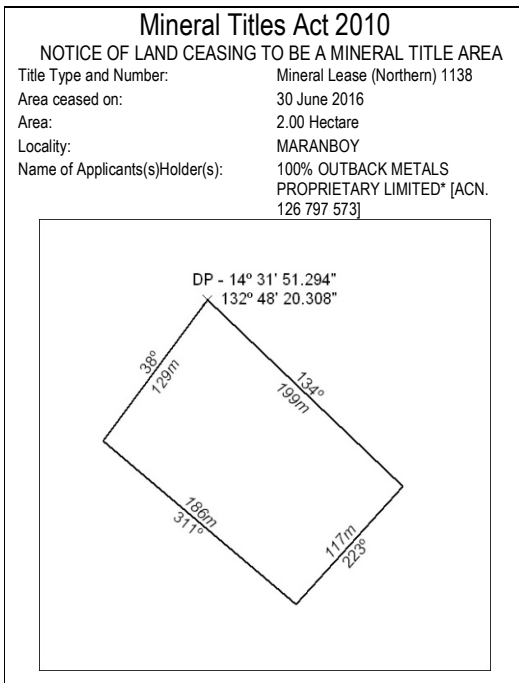 Mineral Titles Act 2010
NOTICE OF LAND CEASING TO BE A MINERAL TITLE AREA
Title Type and Number: Mineral Lease (Northern) 1138
Area ceased on: 30 June 2016
Area: 2.00 Hectare
Locality: MARANBOY
Name of Applicants(s)Holder(s): 100% OUTBACK METALS
PROPRIETARY LIMITED* [ACN.
126 797 573]
DP - 14º 31' 51.294"
132º 48' 20.308"
38º
129m
134º
199m
186m
311º
117m
223º